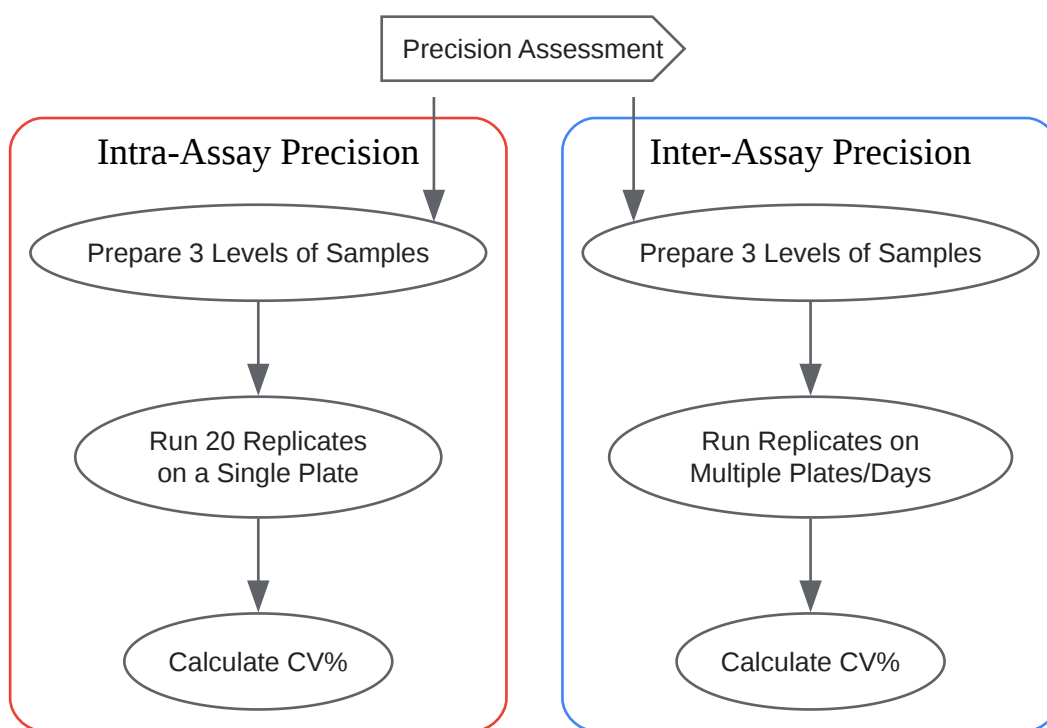 Precision Assessment
Intra-Assay Precision
Prepare 3 Levels of Samples
Run 20 Replicates
on a Single Plate
Calculate CV%
Inter-Assay Precision
Prepare 3 Levels of Samples
Run Replicates on
Multiple Plates/Days
Calculate CV%